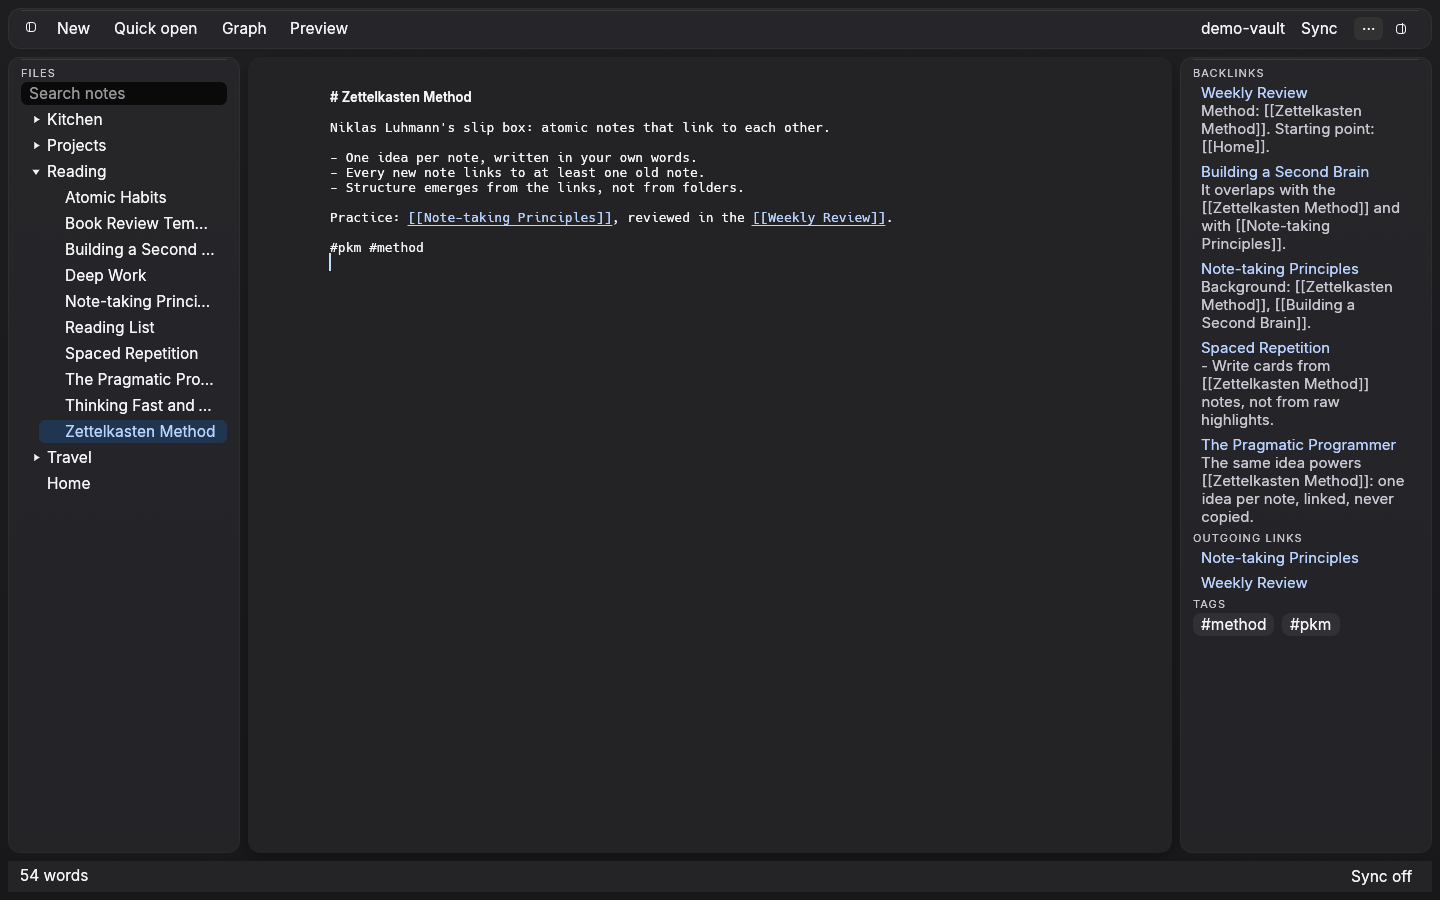 New Quick open Graph Preview demo-vault Sync ...
FILES
Search notes
Kitchen
Projects
Reading
Atomic Habits
Book Review Tem...
Building a Second ...
Deep Work
Note-taking Princi...
Reading List
Spaced Repetition
The Pragmatic Pro...
Thinking Fast and ...
Zettelkasten Method
Travel
Home
# Zettelkasten Method
Niklas Luhmann's slip box: atomic notes that link to each other.
- One idea per note, written in your own words.
- Every new note links to at least one old note.
- Structure emerges from the links, not from folders.
Practice: [[Note-taking Principles]], reviewed in the [[Weekly Review]].
#pkm #method
BACKLINKS
Weekly Review
Method: [[Zettelkasten
Method]]. Starting point:
[[Home]].
Building a Second Brain
It overlaps with the
[[Zettelkasten Method]] and
with [[Note-taking
Principles]].
Note-taking Principles
Background: [[Zettelkasten
Method]], [[Building a
Second Brain]].
Spaced Repetition
- Write cards from
[[Zettelkasten Method]]
notes, not from raw
highlights.
The Pragmatic Programmer
The same idea powers
[[Zettelkasten Method]]: one
idea per note, linked, never
copied.
OUTGOING LINKS
Note-taking Principles
Weekly Review
TAGS
#method #pkm
54 words
Sync off